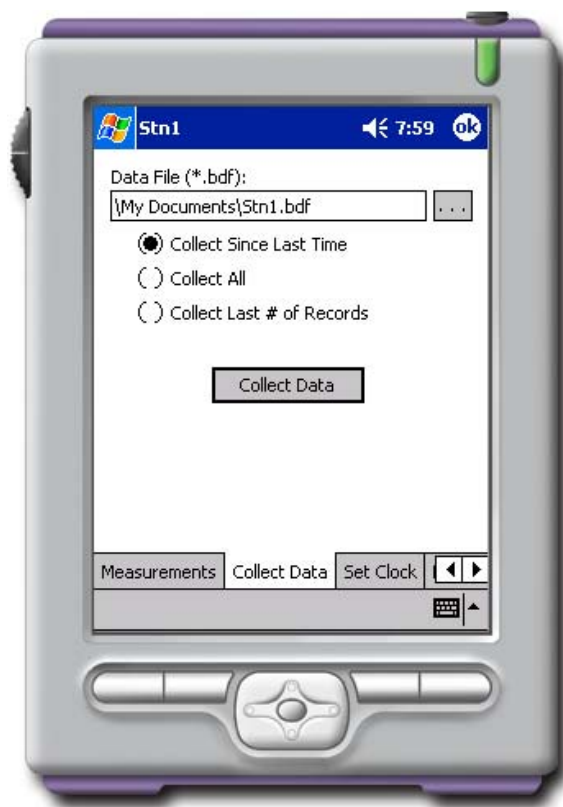 Stn1 7:59 ok
Data File (*.bdf):
\My Documents\Stn1.bdf ...
Collect Since Last Time
Collect All
Collect Last # of Records
Collect Data
Measurements Collect Data Set Clock